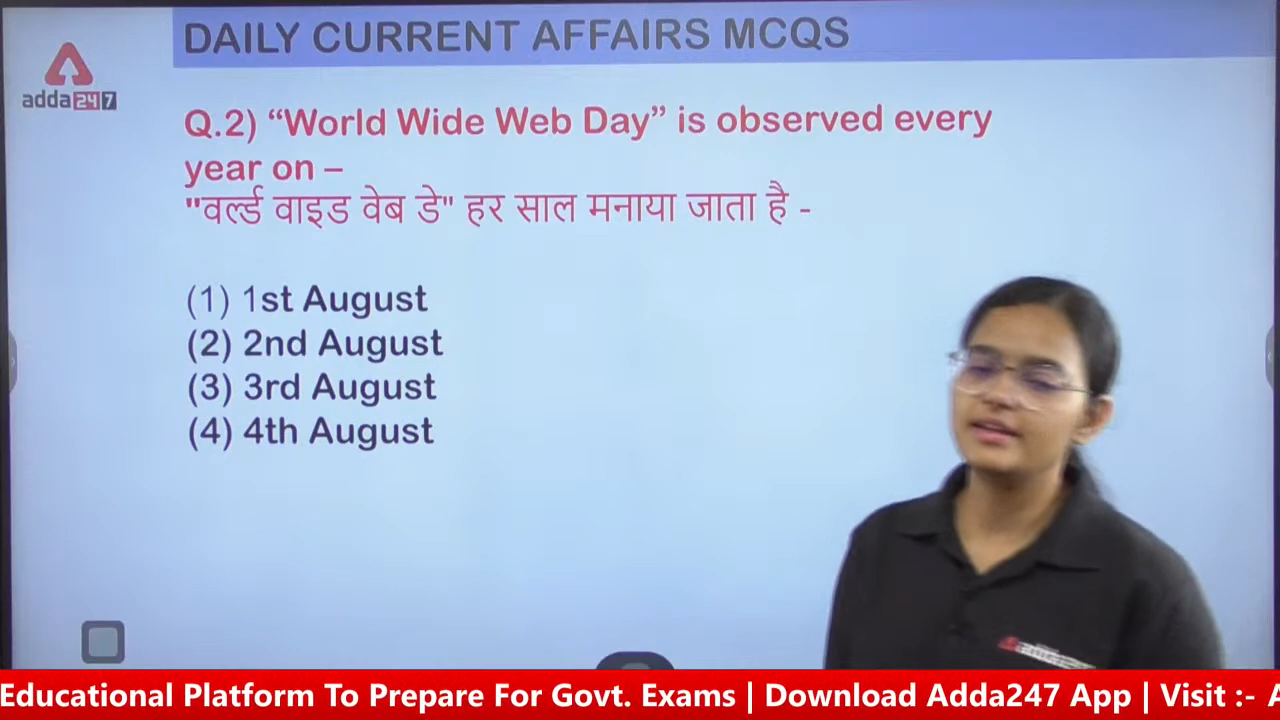 DAILY CURRENT AFFAIRS MCQS
adda247
Q.2) “World Wide Web Day” is observed every
year on –
"वर्ल्ड वाइड वेब डे" हर साल मनाया जाता है -
(1) 1st August
(2) 2nd August
(3) 3rd August
(4) 4th August
Educational Platform To Prepare For Govt. Exams | Download Adda247 App | Visit :- A